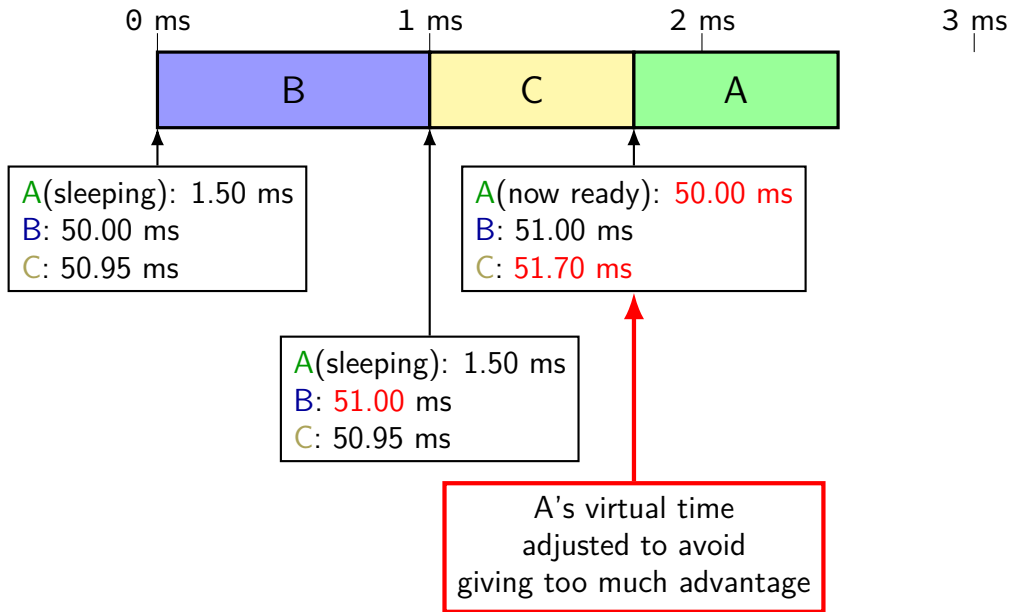 0 ms 1 ms 2 ms 3 ms
B C A
A(sleeping): 1.50 ms
B: 50.00 ms
C: 50.95 ms
A(now ready): 50.00 ms
B: 51.00 ms
C: 51.70 ms
A(sleeping): 1.50 ms
B: 51.00 ms
C: 50.95 ms
A's virtual time
adjusted to avoid
giving too much advantage